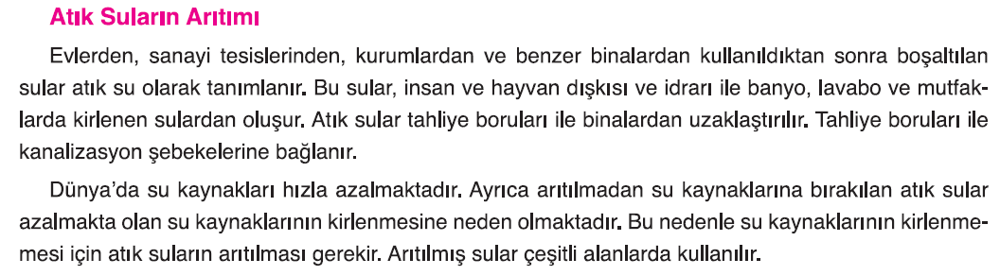 Atık Suların Arıtımı
Evlerden, sanayi tesislerinden, kurumlardan ve benzer binalardan kullanıldıktan sonra boşaltılan
sular atık su olarak tanımlanır. Bu sular, insan ve hayvan dışkısı ve idrarı ile banyo, lavabo ve mutfak-
larda kirlenen sulardan oluşur. Atık sular tahliye boruları ile binalardan uzaklaştırılır. Tahliye boruları ile
kanalizasyon şebekelerine bağlanır.
Dünya’da su kaynakları hızla azalmaktadır. Ayrıca arıtılmadan su kaynaklarına bırakılan atık sular
azalmakta olan su kaynaklarının kirlenmesine neden olmaktadır. Bu nedenle su kaynaklarının kirlenme-
mesi için atık suların arıtılması gerekir. Arıtılmış sular çeşitli alanlarda kullanılır.